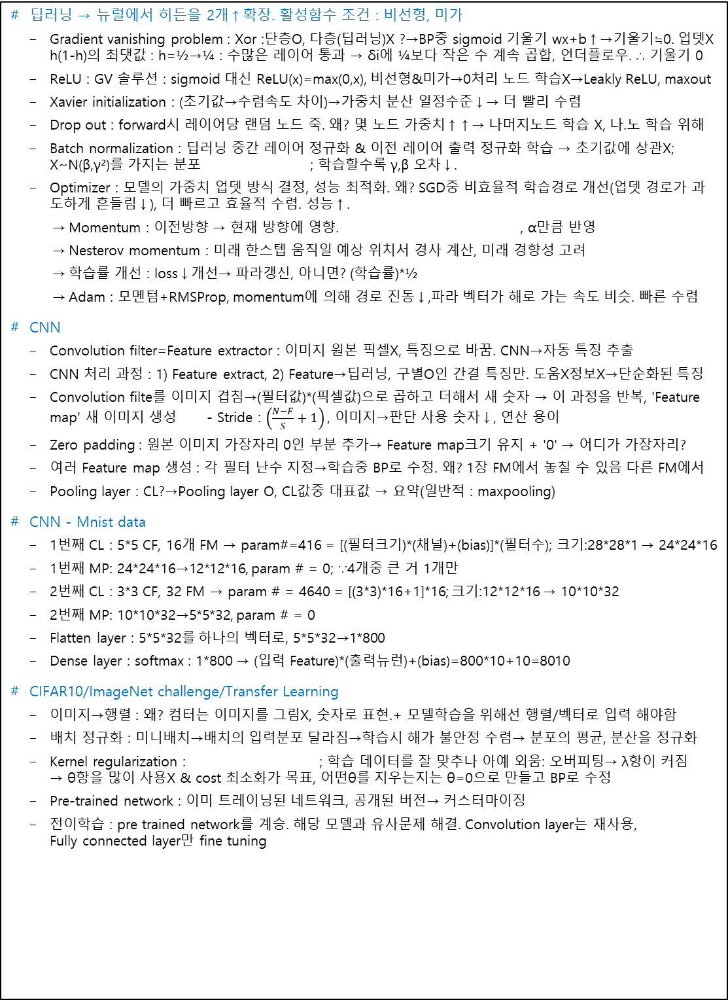 # 딥러닝 → 뉴럴에서 히든을 2개↑확장. 활성함수 조건 : 비선형, 미가
– Gradient vanishing problem : Xor :단층O, 다층(딥러닝)X ?→BP중 sigmoid 기울기 wx+b↑→기울기≒0. 업뎃X
h(1-h)의 최댓값 : h=½→¼ : 수많은 레이어 통과 → δi에 ¼보다 작은 수 계속 곱합, 언더플로우. ∴ 기울기 0
– ReLU : GV 솔루션 : sigmoid 대신 ReLU(x)=max(0,x), 비선형&미가→0처리 노드 학습X→Leakly ReLU, maxout
– Xavier initialization : (초기값→수렴속도 차이)→가중치 분산 일정수준↓→ 더 빨리 수렴
– Drop out : forward시 레이어당 랜덤 노드 죽. 왜? 몇 노드 가중치↑↑→ 나머지노드 학습 X, 나.노 학습 위해
– Batch normalization : 딥러닝 중간 레이어 정규화 & 이전 레이어 출력 정규화 학습 → 초기값에 상관X;
X~N(β,γ²)를 가지는 분포 ; 학습할수록 γ,β 오차↓.
– Optimizer : 모델의 가중치 업뎃 방식 결정, 성능 최적화. 왜? SGD중 비효율적 학습경로 개선(업뎃 경로가 과
도하게 흔들림↓), 더 빠르고 효율적 수렴. 성능↑.
→ Momentum : 이전방향 → 현재 방향에 영향. , α만큼 반영
→ Nesterov momentum : 미래 한스텝 움직일 예상 위치서 경사 계산, 미래 경향성 고려
→ 학습률 개선 : loss↓개선→ 파라갱신, 아니면? (학습률)*½
→ Adam : 모멘텀+RMSProp, momentum에 의해 경로 진동↓,파라 벡터가 해로 가는 속도 비슷. 빠른 수렴
# CNN
– Convolution filter=Feature extractor : 이미지 원본 픽셀X, 특징으로 바꿈. CNN→자동 특징 추출
– CNN 처리 과정 : 1) Feature extract, 2) Feature→딥러닝, 구별O인 간결 특징만. 도움X정보X→단순화된 특징
– Convolution filte를 이미지 겹침→(필터값)*(픽셀값)으로 곱하고 더해서 새 숫자 → 이 과정을 반복, 'Feature
map' 새 이미지 생성 - Stride : ((N−F)/S + 1), 이미지→판단 사용 숫자↓, 연산 용이
– Zero padding : 원본 이미지 가장자리 0인 부분 추가→ Feature map크기 유지 + '0' → 어디가 가장자리?
– 여러 Feature map 생성 : 각 필터 난수 지정→학습중 BP로 수정. 왜? 1장 FM에서 놓칠 수 있음 다른 FM에서
– Pooling layer : CL?→Pooling layer O, CL값중 대표값 → 요약(일반적 : maxpooling)
# CNN - Mnist data
– 1번째 CL : 5*5 CF, 16개 FM → param#=416 = [(필터크기)*(채널)+(bias)]*(필터수); 크기:28*28*1 → 24*24*16
– 1번째 MP: 24*24*16→12*12*16, param # = 0; ∵4개중 큰 거 1개만
– 2번째 CL : 3*3 CF, 32 FM → param # = 4640 = [(3*3)*16+1]*16; 크기:12*12*16 → 10*10*32
– 2번째 MP: 10*10*32→5*5*32, param # = 0
– Flatten layer : 5*5*32를 하나의 벡터로, 5*5*32→1*800
– Dense layer : softmax : 1*800 → (입력 Feature)*(출력뉴런)+(bias)=800*10+10=8010
# CIFAR10/ImageNet challenge/Transfer Learning
– 이미지→행렬 : 왜? 컴터는 이미지를 그림X, 숫자로 표현.+ 모델학습을 위해선 행렬/벡터로 입력 해야함
– 배치 정규화 : 미니배치→배치의 입력분포 달라짐→학습시 해가 불안정 수렴→ 분포의 평균, 분산을 정규화
– Kernel regularization : ; 학습 데이터를 잘 맞추나 아예 외움: 오버피팅→ λ항이 커짐
→ θ항을 많이 사용X & cost 최소화가 목표, 어떤θ를 지우는지는 θ=0으로 만들고 BP로 수정
– Pre-trained network : 이미 트레이닝된 네트워크, 공개된 버전→ 커스터마이징
– 전이학습 : pre trained network를 계승. 해당 모델과 유사문제 해결. Convolution layer는 재사용,
Fully connected layer만 fine tuning